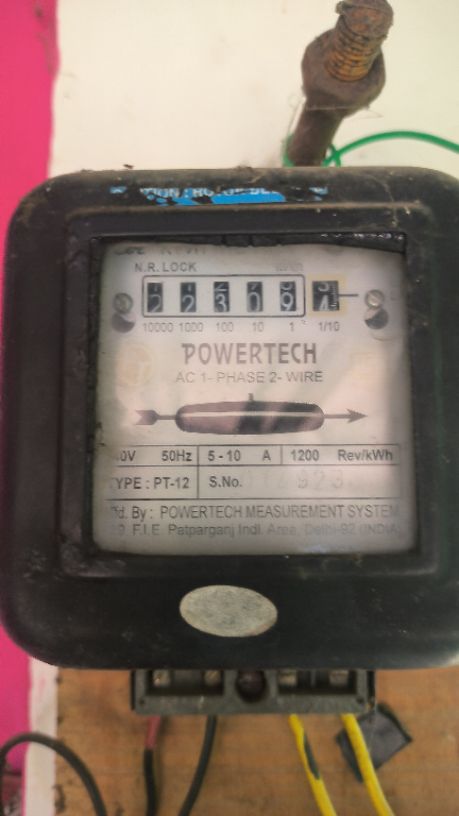 N.R. LOCK
2 2 3 0 9
10000 1000 100 10 1 1/10
POWERTECH
AC 1- PHASE 2- WIRE
0V 50Hz 5 - 10 A 1200 Rev/kWh
YPE : PT-12 S.No.
d. By : POWERTECH MEASUREMENT SYSTEM
F.I.E. Patparganj Indl. Area, Delhi-92 (INDIA)